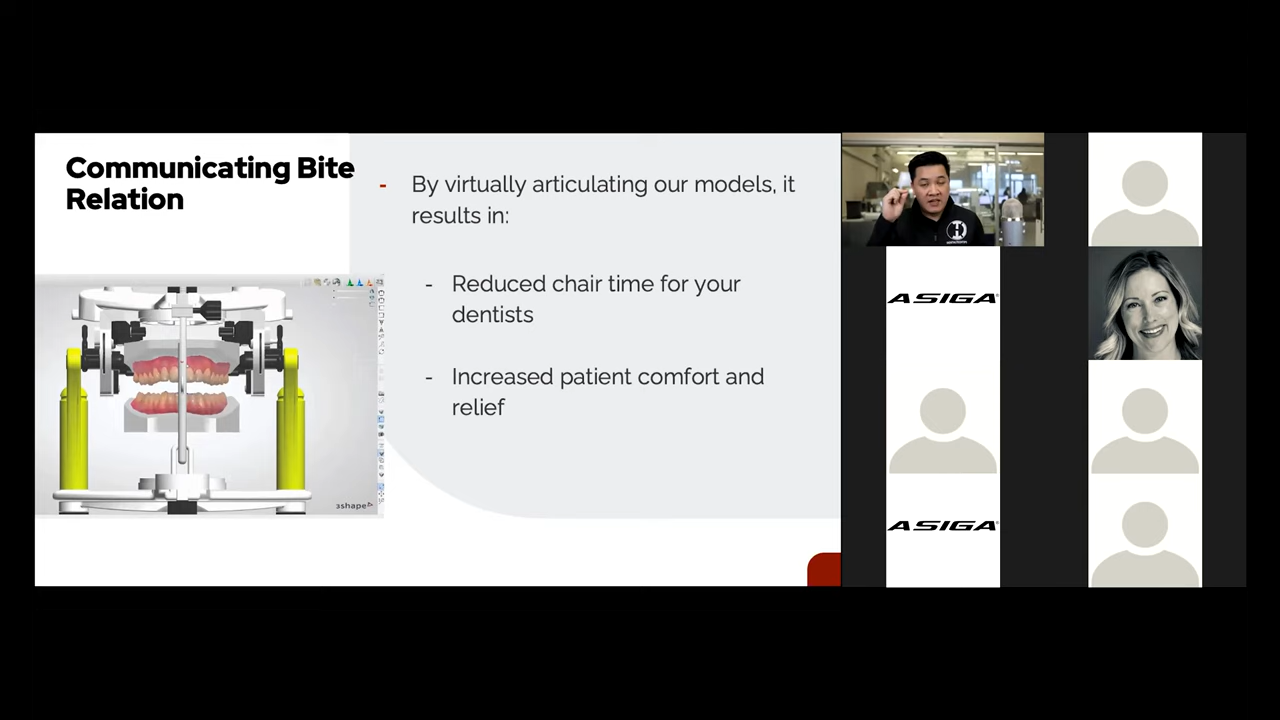 Communicating Bite
Relation
- By virtually articulating our models, it
results in:
- Reduced chair time for your
dentists
- Increased patient comfort and
relief
3shape
ASIGA
ASIGA